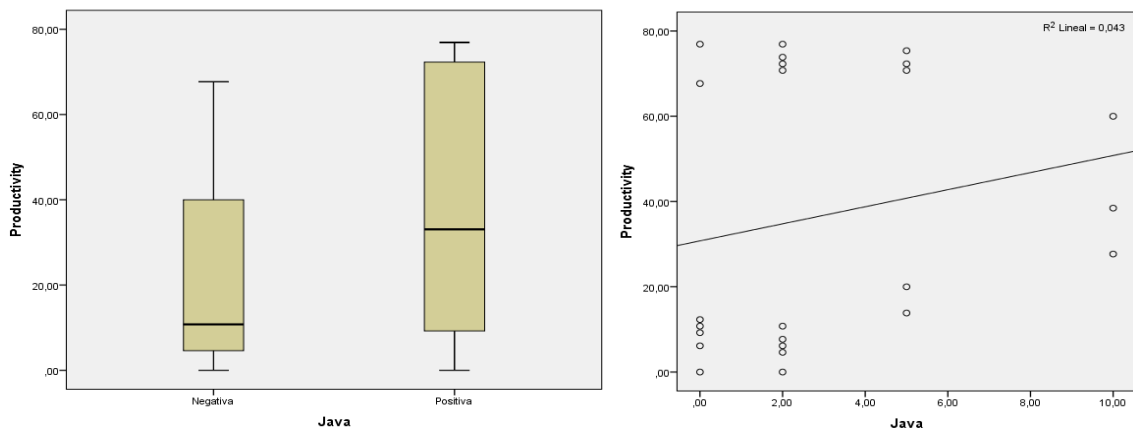 80,00
60,00
40,00
20,00
,00
Productivity
Negativa
Positiva
Java
R² Lineal = 0,043
80,00
60,00
40,00
20,00
,00
Productivity
,00
2,00
4,00
6,00
8,00
10,00
Java